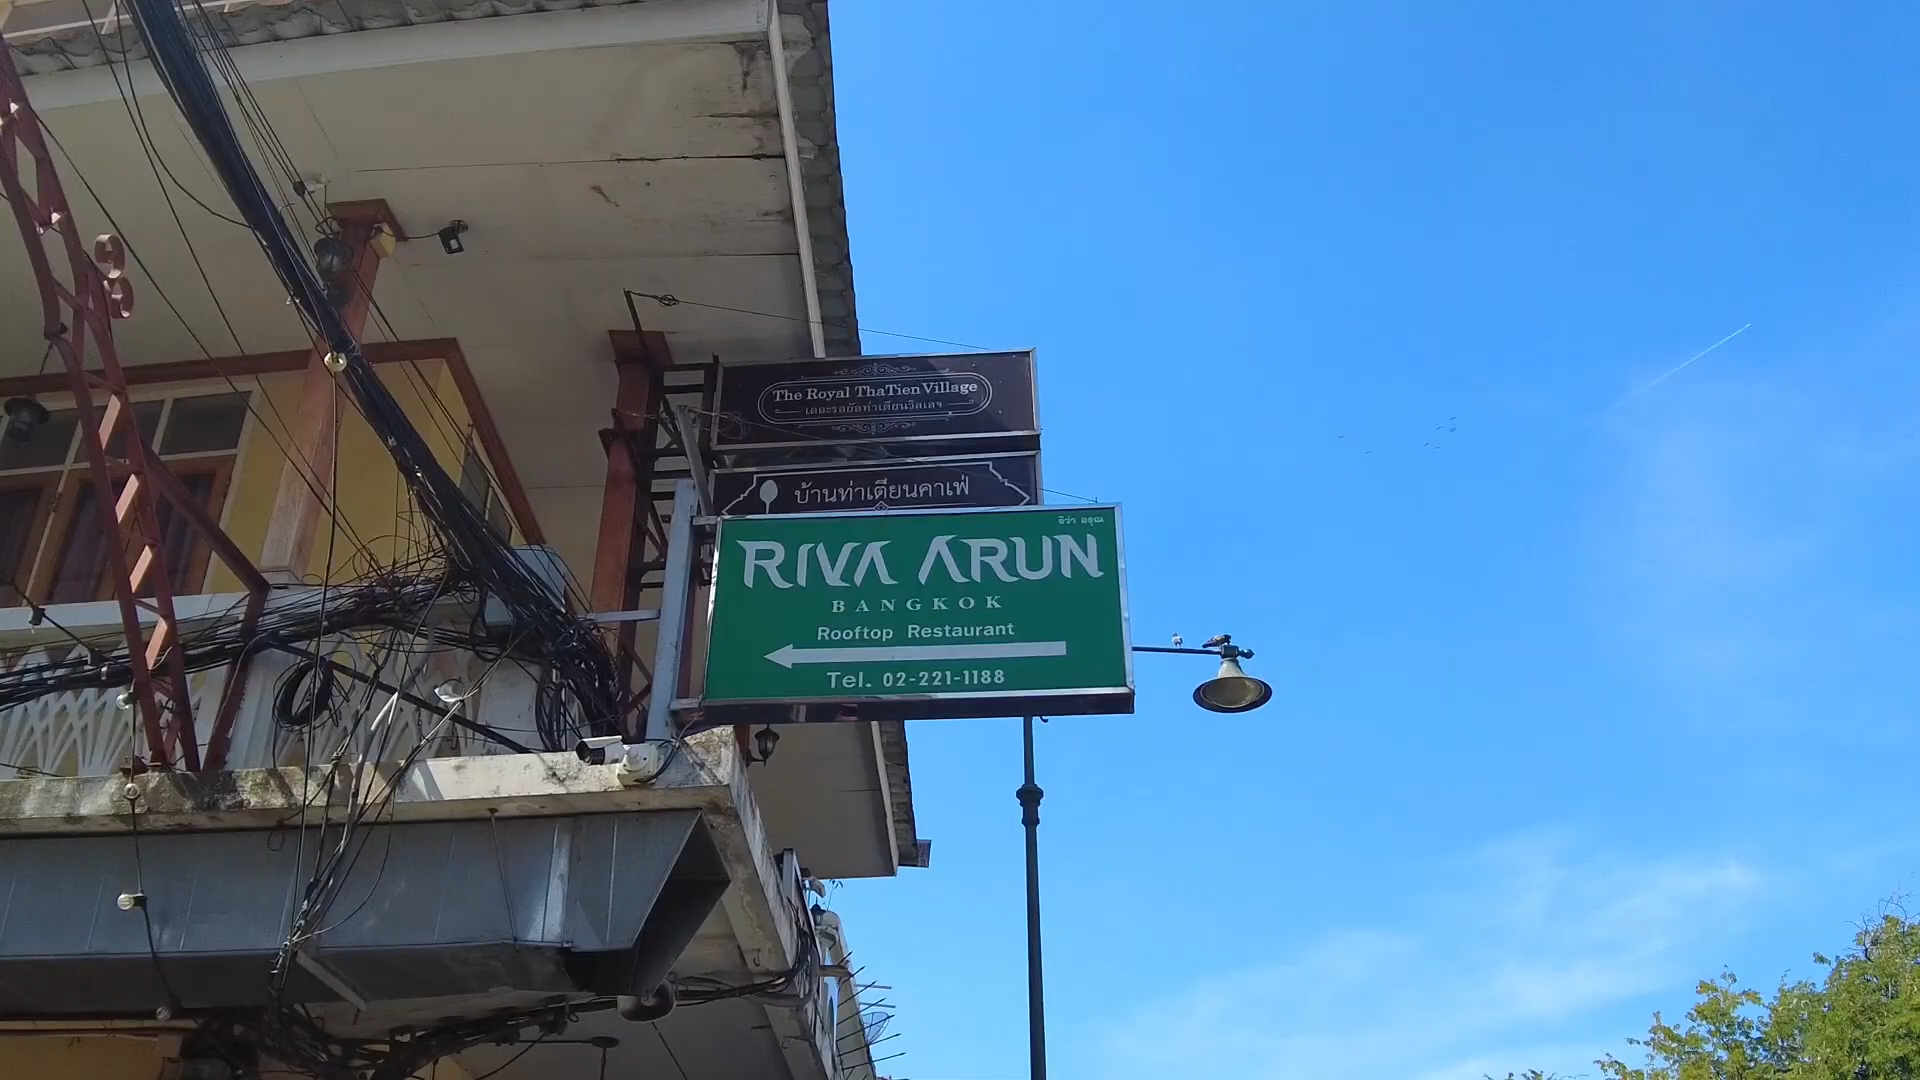 The Royal ThaTien Village
เดอะรอยัลท่าเตียนวิลเลจ
บ้านท่าเตียนคาเฟ่
ริว่า อรุณ
RIVA ARUN
BANGKOK
Rooftop Restaurant
Tel. 02-221-1188